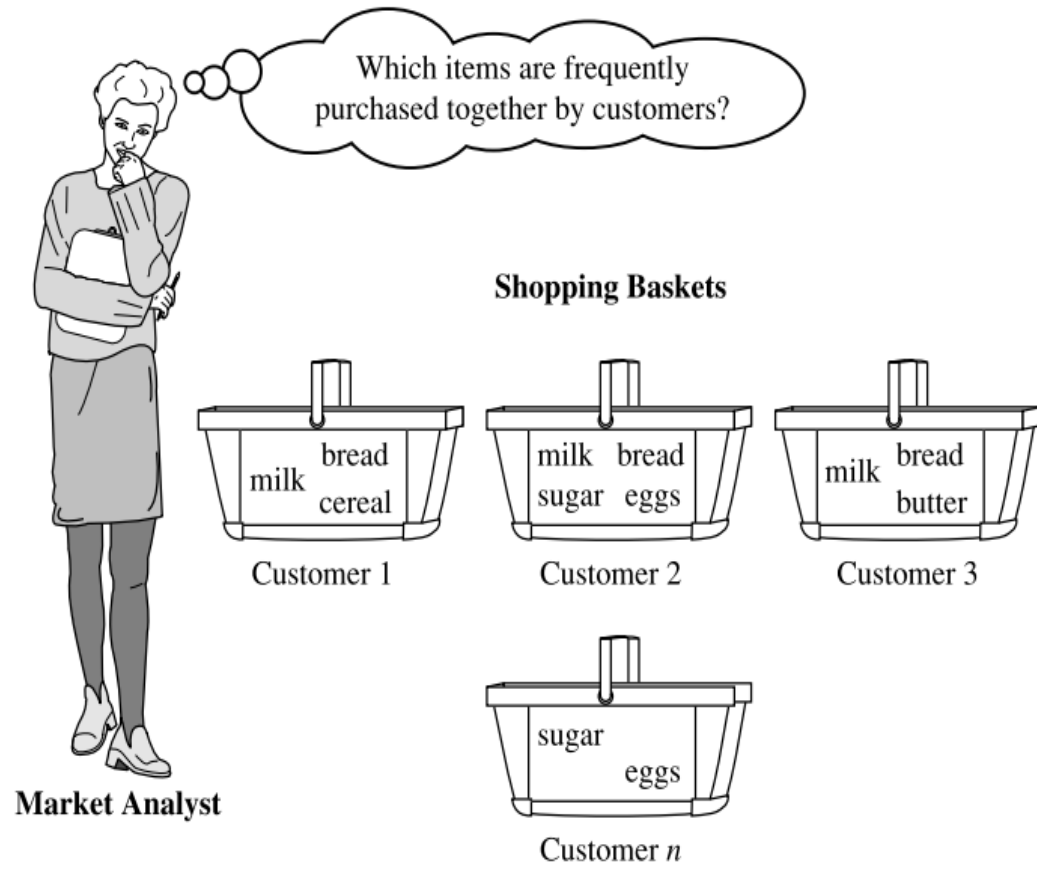 Which items are frequently
purchased together by customers?
Shopping Baskets
milk
bread
cereal
Customer 1
milk bread
sugar eggs
Customer 2
milk
bread
butter
Customer 3
sugar
eggs
Customer n
Market Analyst